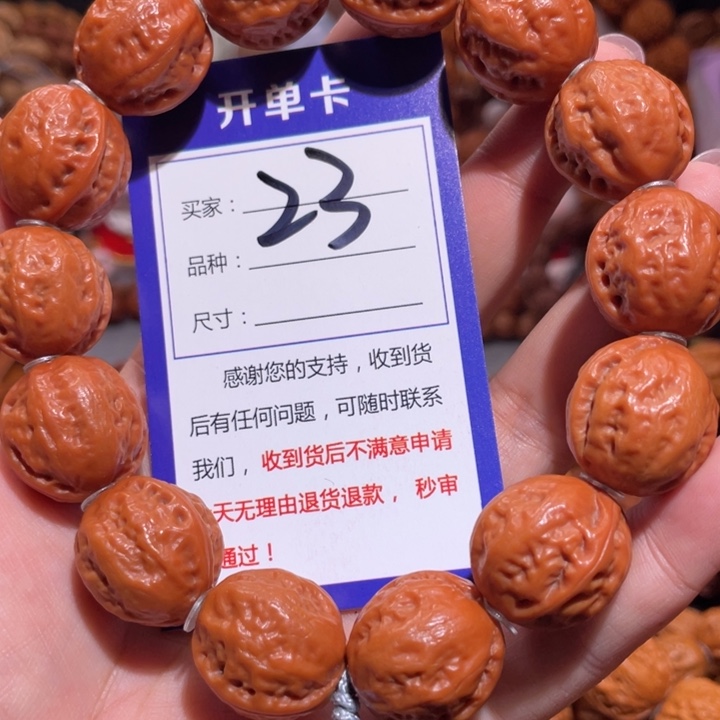 开单卡
买家：23
品种：
尺寸：
感谢您的支持，收到货
后有任何问题，可随时联系
我们，收到货后不满意申请
天无理由退货退款，秒审
通过！